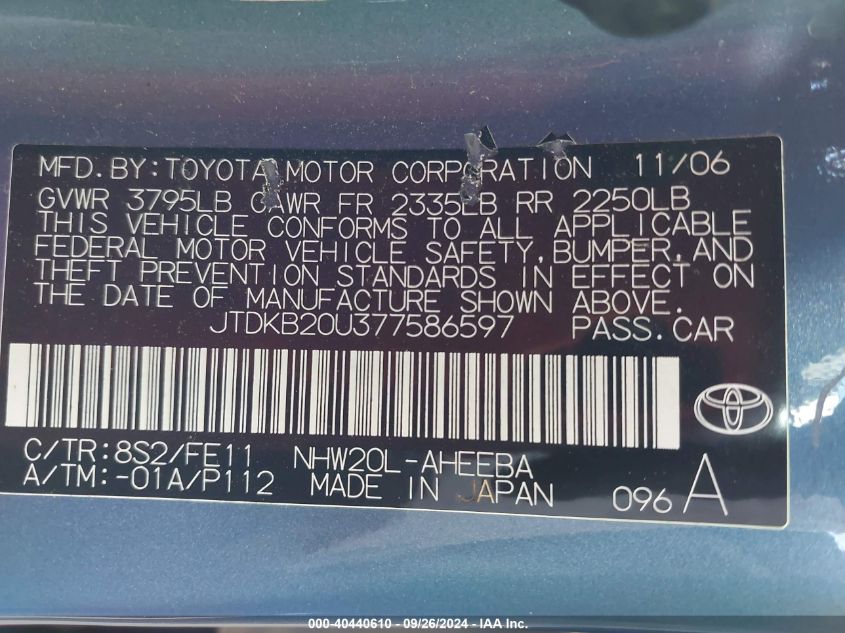 MFD.BY:TOYOTA MOTOR CORPORATION 11/06
GVWR 3795LB GAWR FR 2335LB RR 2250LB
THIS VEHICLE CONFORMS TO ALL APPLICABLE
FEDERAL MOTOR VEHICLE SAFETY,BUMPER,AND
THEFT PREVENTION STANDARDS IN EFFECT ON
THE DATE OF MANUFACTURE SHOWN ABOVE.
JTDKB20U377586597 PASS.CAR
C/TR:8S2/FE11 NHW20L-AHEEBA
A/TM:-01A/P112 MADE IN JAPAN 096 A
000-40440610 - 09/26/2024 - IAA Inc.